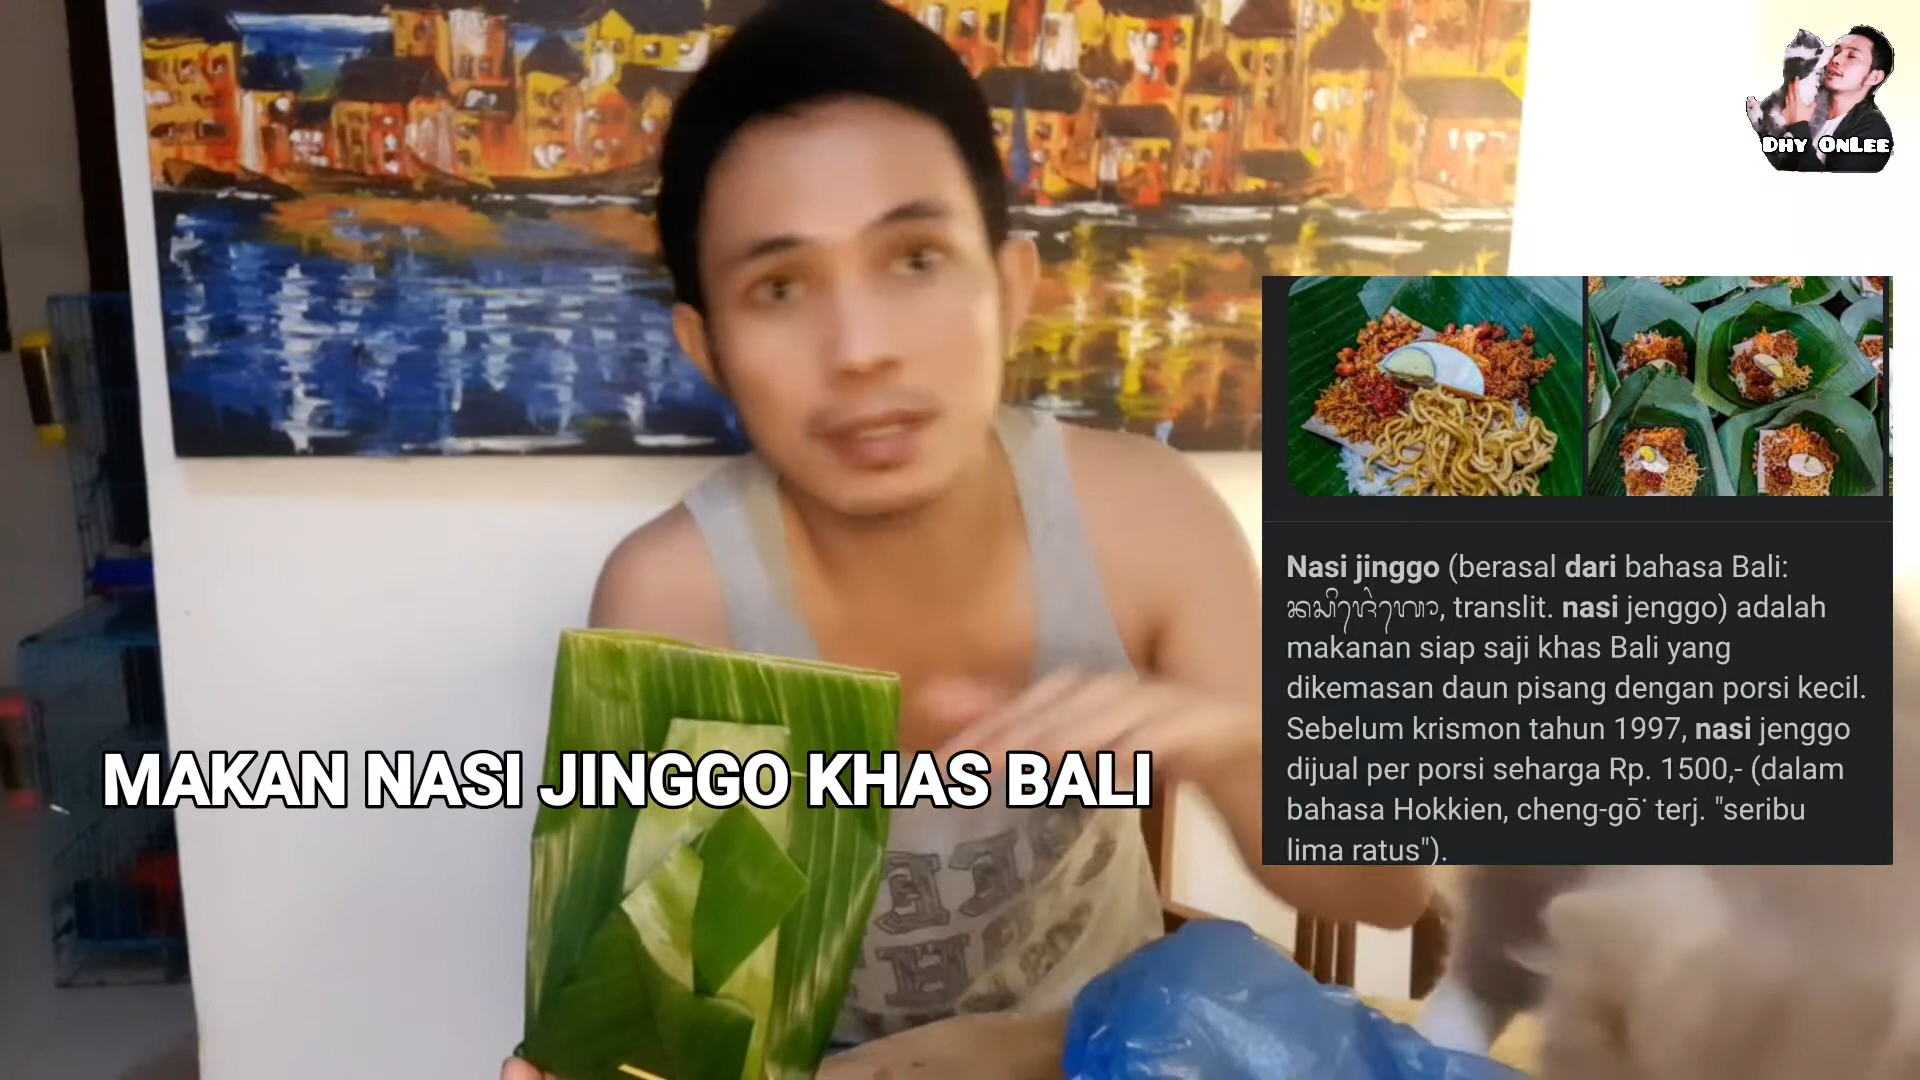 DHY ONLEE
MAKAN NASI JINGGO KHAS BALI
Nasi jinggo (berasal dari bahasa Bali:
translit. nasi jenggo) adalah
makanan siap saji khas Bali yang
dikemasan daun pisang dengan porsi kecil.
Sebelum krismon tahun 1997, nasi jenggo
dijual per porsi seharga Rp. 1500,- (dalam
bahasa Hokkien, cheng-gō͘ terj. "seribu
lima ratus").